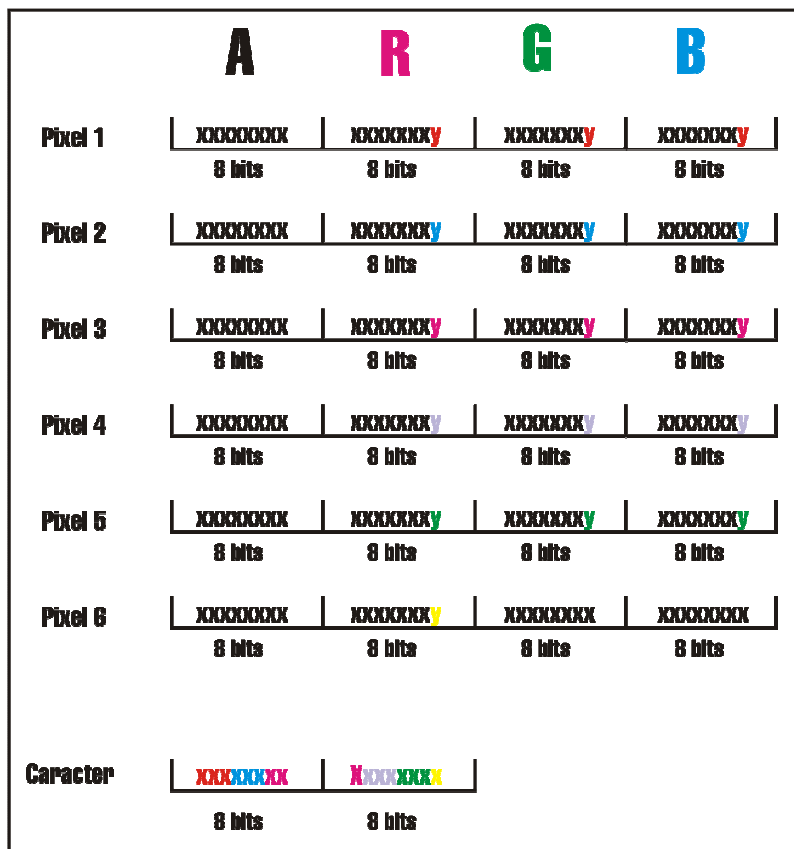 A R G B
Pixel 1 xxxxxxxx xxxxxxxy xxxxxxxy xxxxxxxy
8 bits 8 bits 8 bits 8 bits
Pixel 2 xxxxxxxx xxxxxxxy xxxxxxxy xxxxxxxy
8 bits 8 bits 8 bits 8 bits
Pixel 3 xxxxxxxx xxxxxxxy xxxxxxxy xxxxxxxy
8 bits 8 bits 8 bits 8 bits
Pixel 4 xxxxxxxx xxxxxxxy xxxxxxxy xxxxxxxy
8 bits 8 bits 8 bits 8 bits
Pixel 5 xxxxxxxx xxxxxxxy xxxxxxxy xxxxxxxy
8 bits 8 bits 8 bits 8 bits
Pixel 6 xxxxxxxx xxxxxxxy xxxxxxxx xxxxxxxx
8 bits 8 bits 8 bits 8 bits
Caracter xxxxxxxx xxxxxxxx
8 bits 8 bits